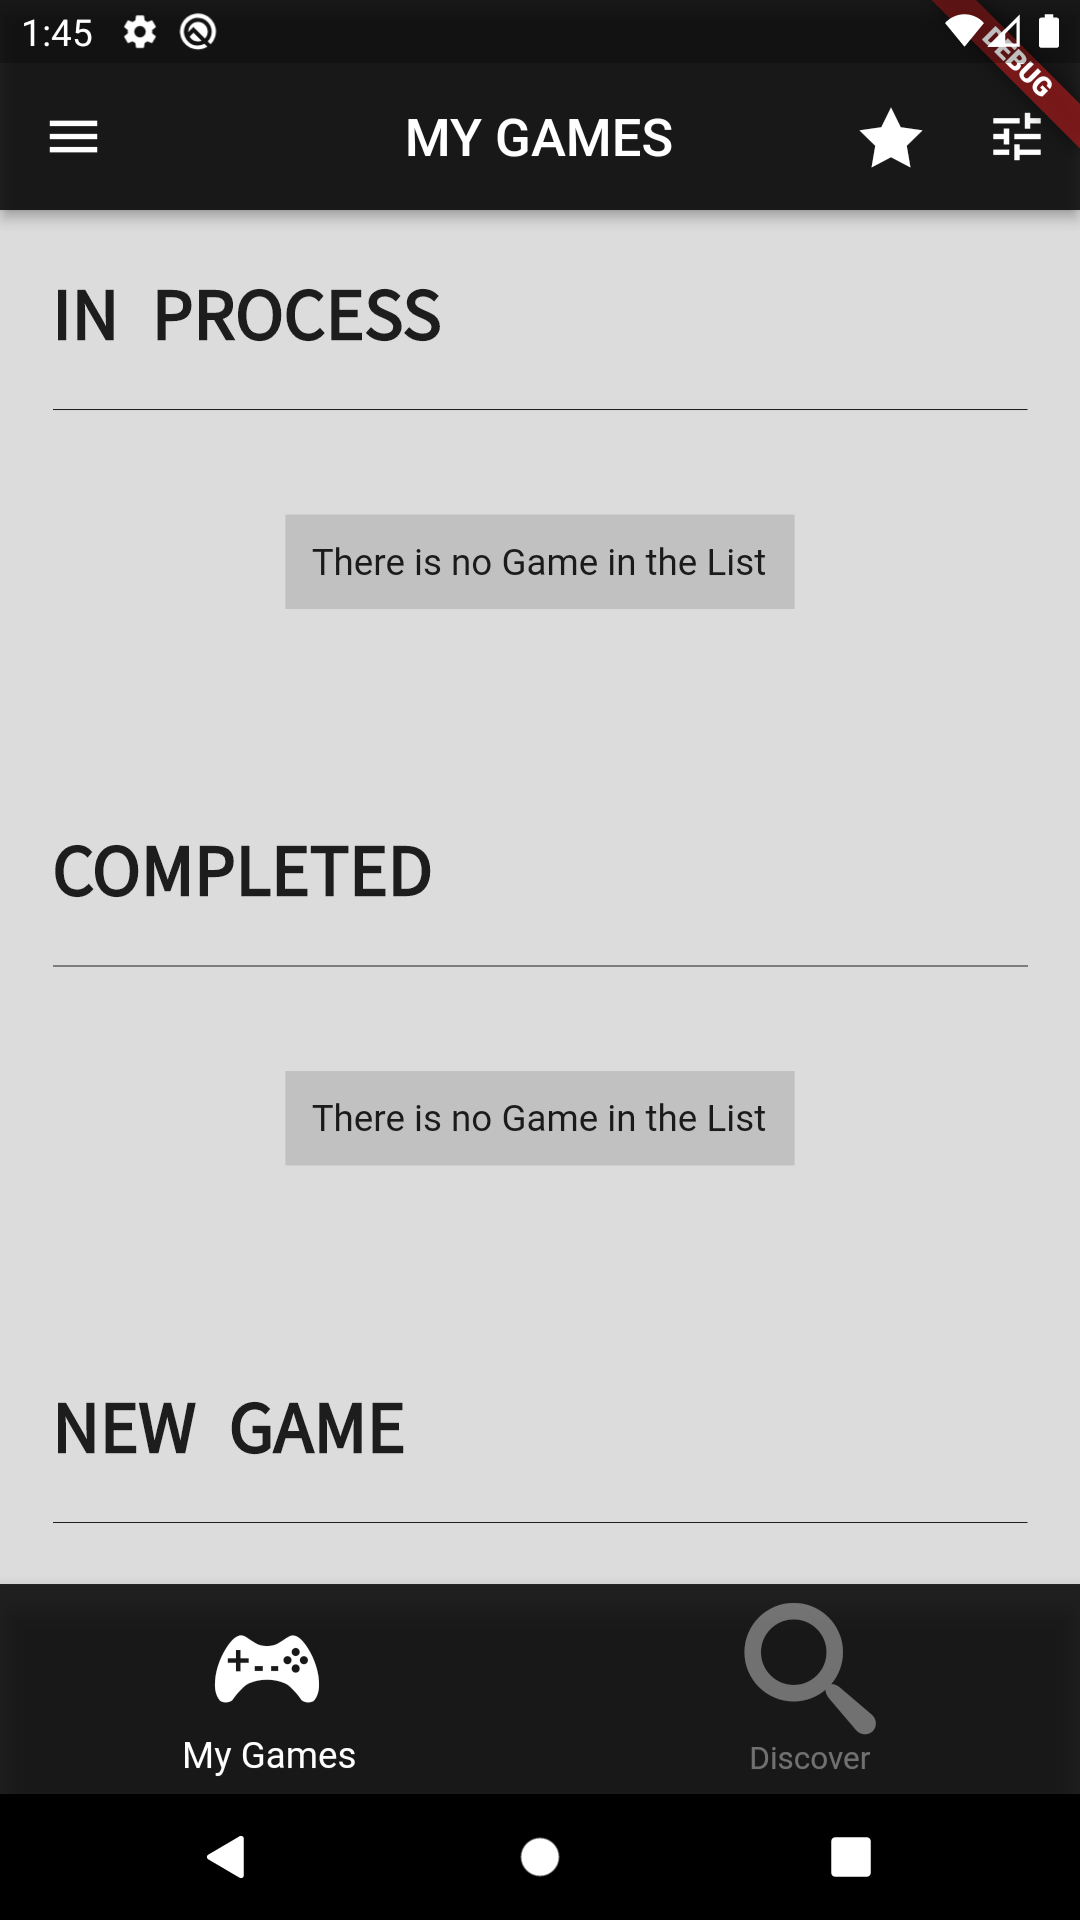 1:45
DEBUG
MY GAMES
IN PROCESS
There is no Game in the List
COMPLETED
There is no Game in the List
NEW GAME
My Games
Discover